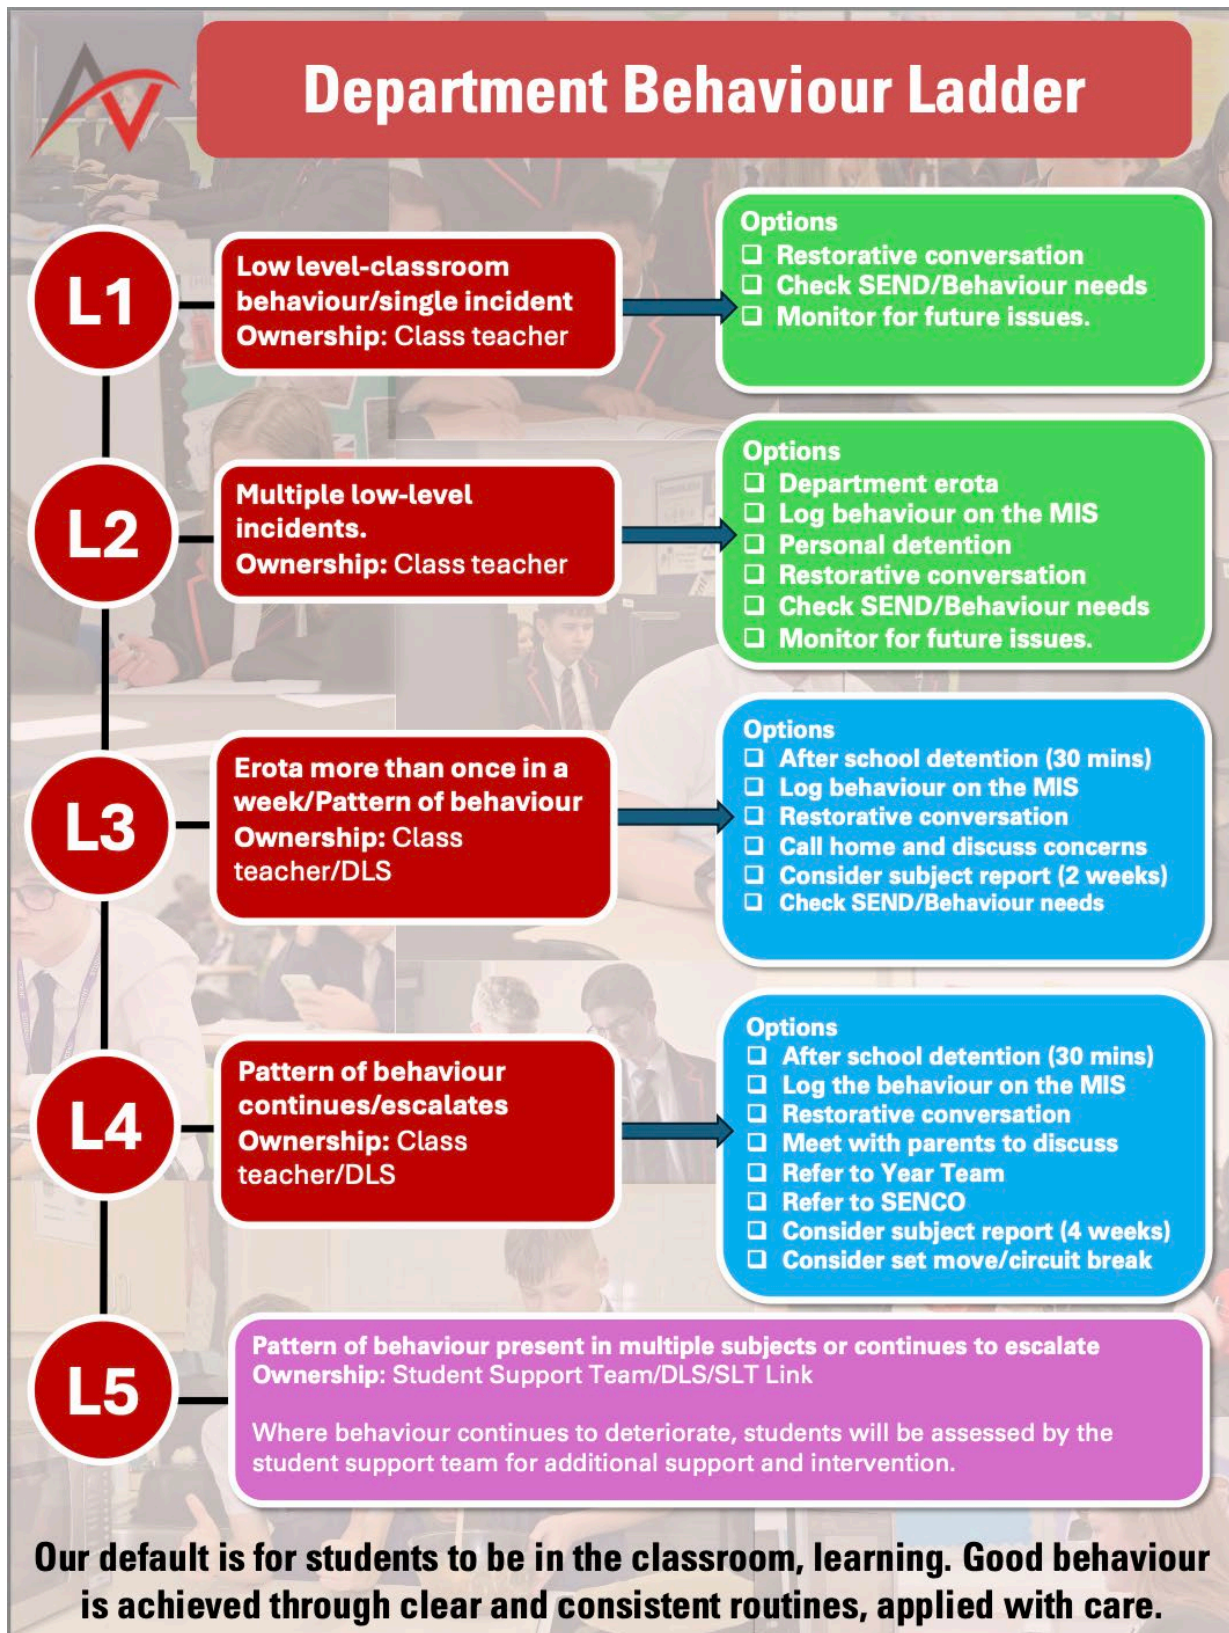 Department Behaviour Ladder
L1
Low level-classroom
behaviour/single incident
Ownership: Class teacher
Options
❑ Restorative conversation
❑ Check SEND/Behaviour needs
❑ Monitor for future issues.
L2
Multiple low-level
incidents.
Ownership: Class teacher
Options
❑ Department erota
❑ Log behaviour on the MIS
❑ Personal detention
❑ Restorative conversation
❑ Check SEND/Behaviour needs
❑ Monitor for future issues.
L3
Erota more than once in a
week/Pattern of behaviour
Ownership: Class
teacher/DLS
Options
❑ After school detention (30 mins)
❑ Log behaviour on the MIS
❑ Restorative conversation
❑ Call home and discuss concerns
❑ Consider subject report (2 weeks)
❑ Check SEND/Behaviour needs
L4
Pattern of behaviour
continues/escalates
Ownership: Class
teacher/DLS
Options
❑ After school detention (30 mins)
❑ Log the behaviour on the MIS
❑ Restorative conversation
❑ Meet with parents to discuss
❑ Refer to Year Team
❑ Refer to SENCO
❑ Consider subject report (4 weeks)
❑ Consider set move/circuit break
L5
Pattern of behaviour present in multiple subjects or continues to escalate
Ownership: Student Support Team/DLS/SLT Link
Where behaviour continues to deteriorate, students will be assessed by the
student support team for additional support and intervention.
Our default is for students to be in the classroom, learning. Good behaviour
is achieved through clear and consistent routines, applied with care.